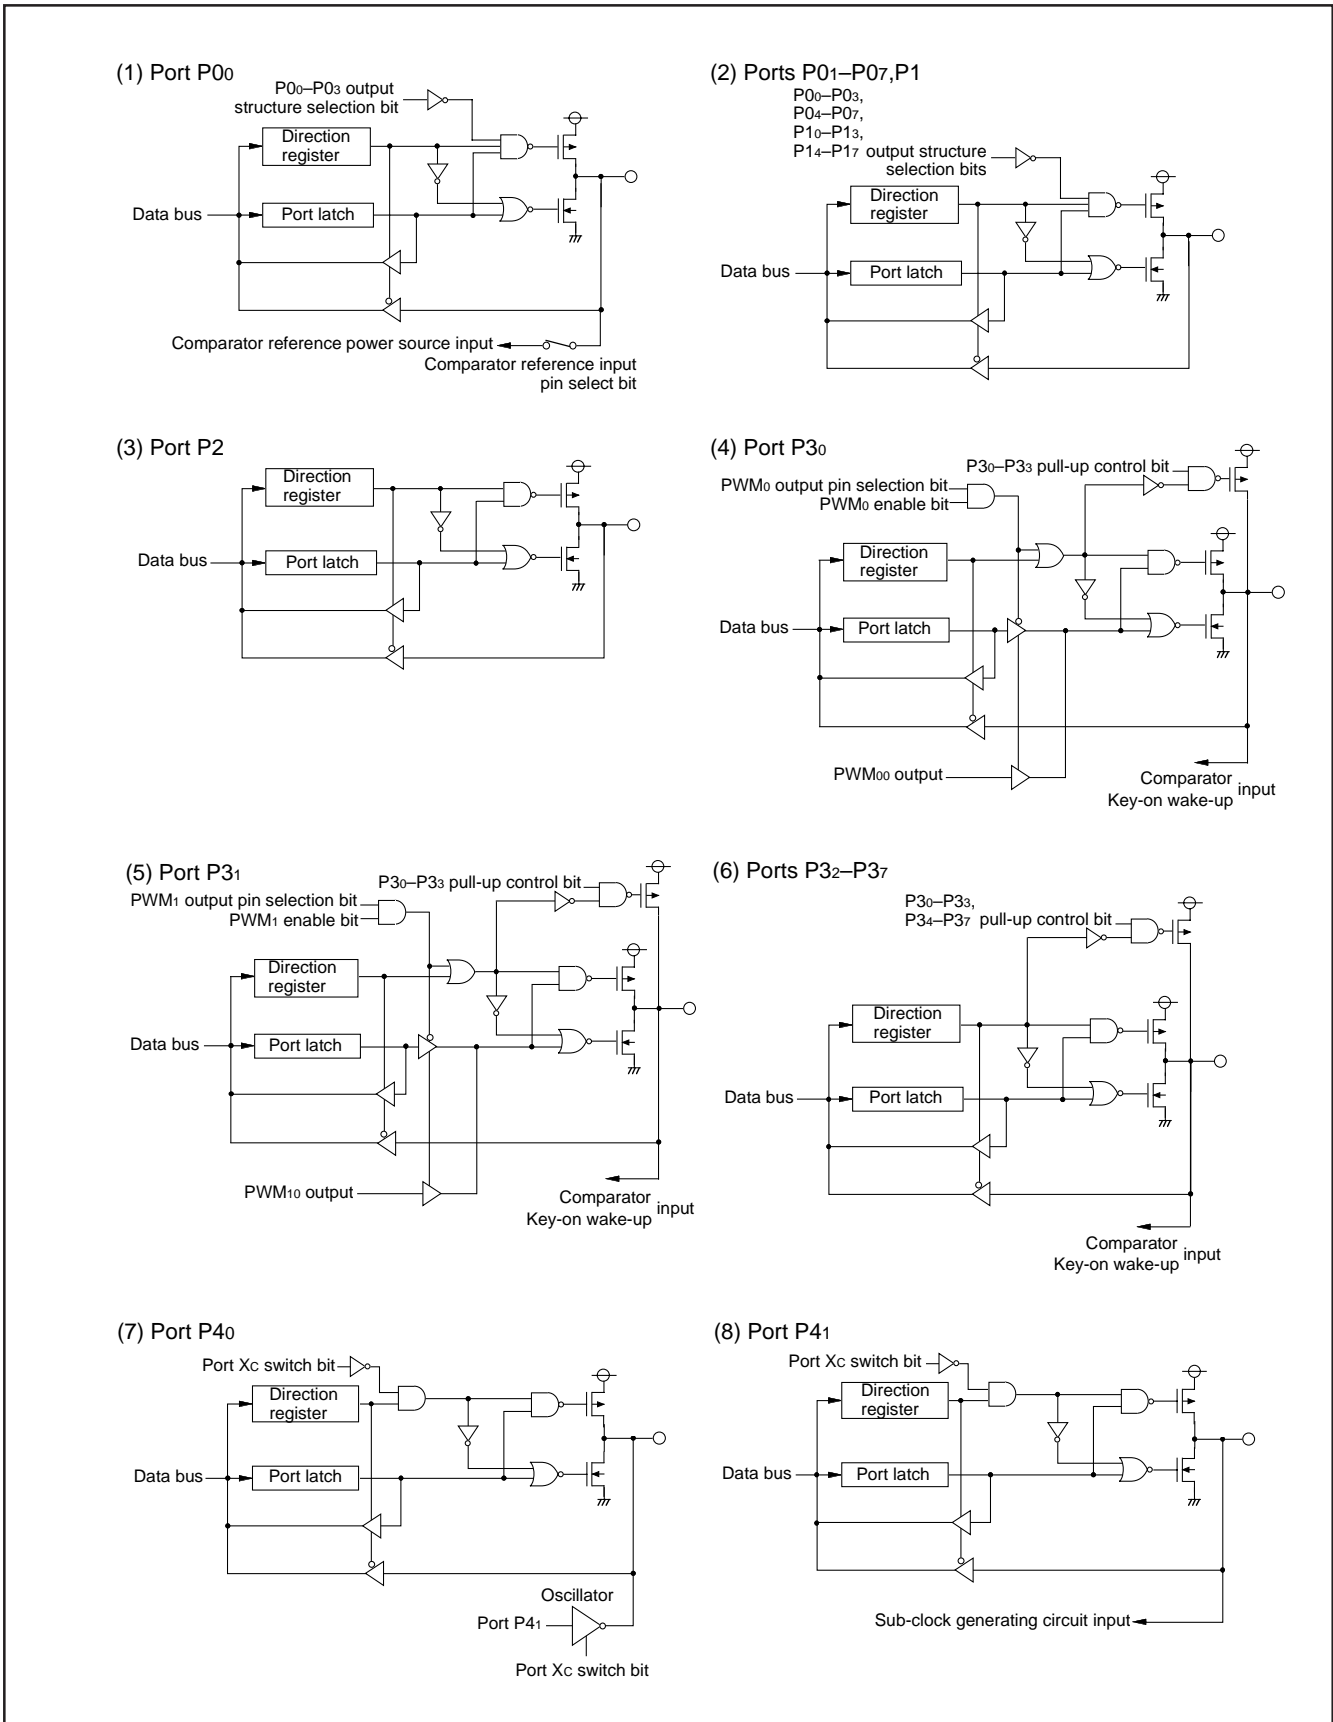 (1) Port P00
P00–P03 output
structure selection bit
Direction
register
Data bus
Port latch
Comparator reference power source input
Comparator reference input
pin select bit
(2) Ports P01–P07,P1
P00–P03,
P04–P07,
P10–P13,
P14–P17 output structure
selection bits
Direction
register
Data bus
Port latch
(3) Port P2
Direction
register
Data bus
Port latch
(4) Port P30
P30–P33 pull-up control bit
PWM0 output pin selection bit
PWM0 enable bit
Direction
register
Data bus
Port latch
PWM00 output
Comparator
Key-on wake-up input
(5) Port P31
P30–P33 pull-up control bit
PWM1 output pin selection bit
PWM1 enable bit
Direction
register
Data bus
Port latch
PWM10 output
Comparator
Key-on wake-up input
(6) Ports P32–P37
P30–P33,
P34–P37 pull-up control bit
Direction
register
Data bus
Port latch
Comparator
Key-on wake-up input
(7) Port P40
Port XC switch bit
Direction
register
Data bus
Port latch
Oscillator
Port P41
Port XC switch bit
(8) Port P41
Port XC switch bit
Direction
register
Data bus
Port latch
Sub-clock generating circuit input